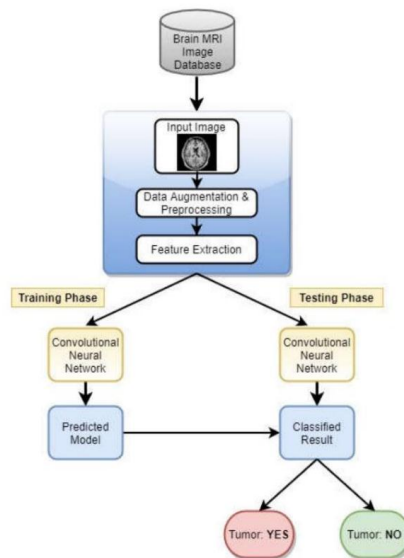 Brain MRI
Image
Database
Input Image
Data Augmentation &
Preprocessing
Feature Extraction
Training Phase
Testing Phase
Convolutional
Neural
Network
Convolutional
Neural
Network
Predicted
Model
Classified
Result
Tumor: YES
Tumor: NO